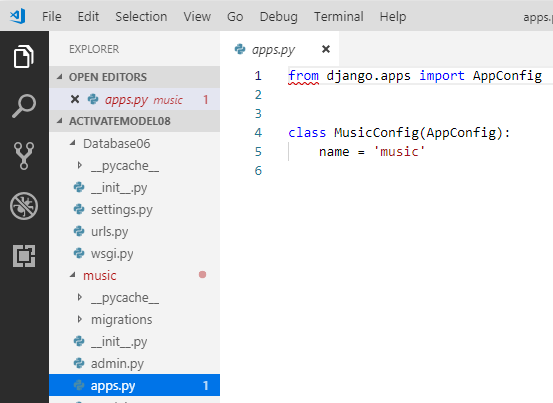 File Edit Selection View Go Debug Terminal Help apps.py
EXPLORER
OPEN EDITORS
apps.py music 1
ACTIVATEMODEL08
Database06
__pycache__
__init__.py
settings.py
urls.py
wsgi.py
music
__pycache__
migrations
__init__.py
admin.py
apps.py 1
apps.py
1 from django.apps import AppConfig
2
3
4 class MusicConfig(AppConfig):
5 name = 'music'
6